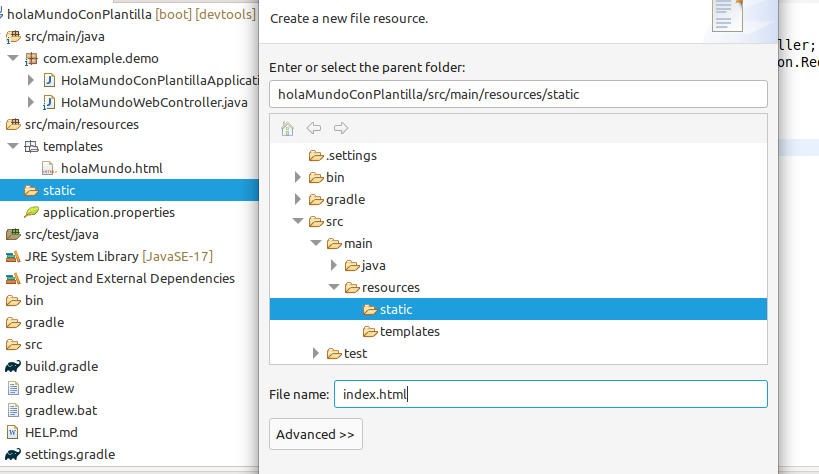 holaMundoConPlantilla [boot] [devtools]
src/main/java
com.example.demo
HolaMundoConPlantillaApplicati
HolaMundoWebController.java
src/main/resources
templates
holaMundo.html
static
application.properties
src/test/java
JRE System Library [JavaSE-17]
Project and External Dependencies
bin
gradle
src
build.gradle
gradlew
gradlew.bat
HELP.md
settings.gradle
Create a new file resource.
Enter or select the parent folder:
holaMundoConPlantilla/src/main/resources/static
.settings
bin
gradle
src
main
java
resources
static
templates
test
File name: index.html
Advanced >>
ller;
on.Req